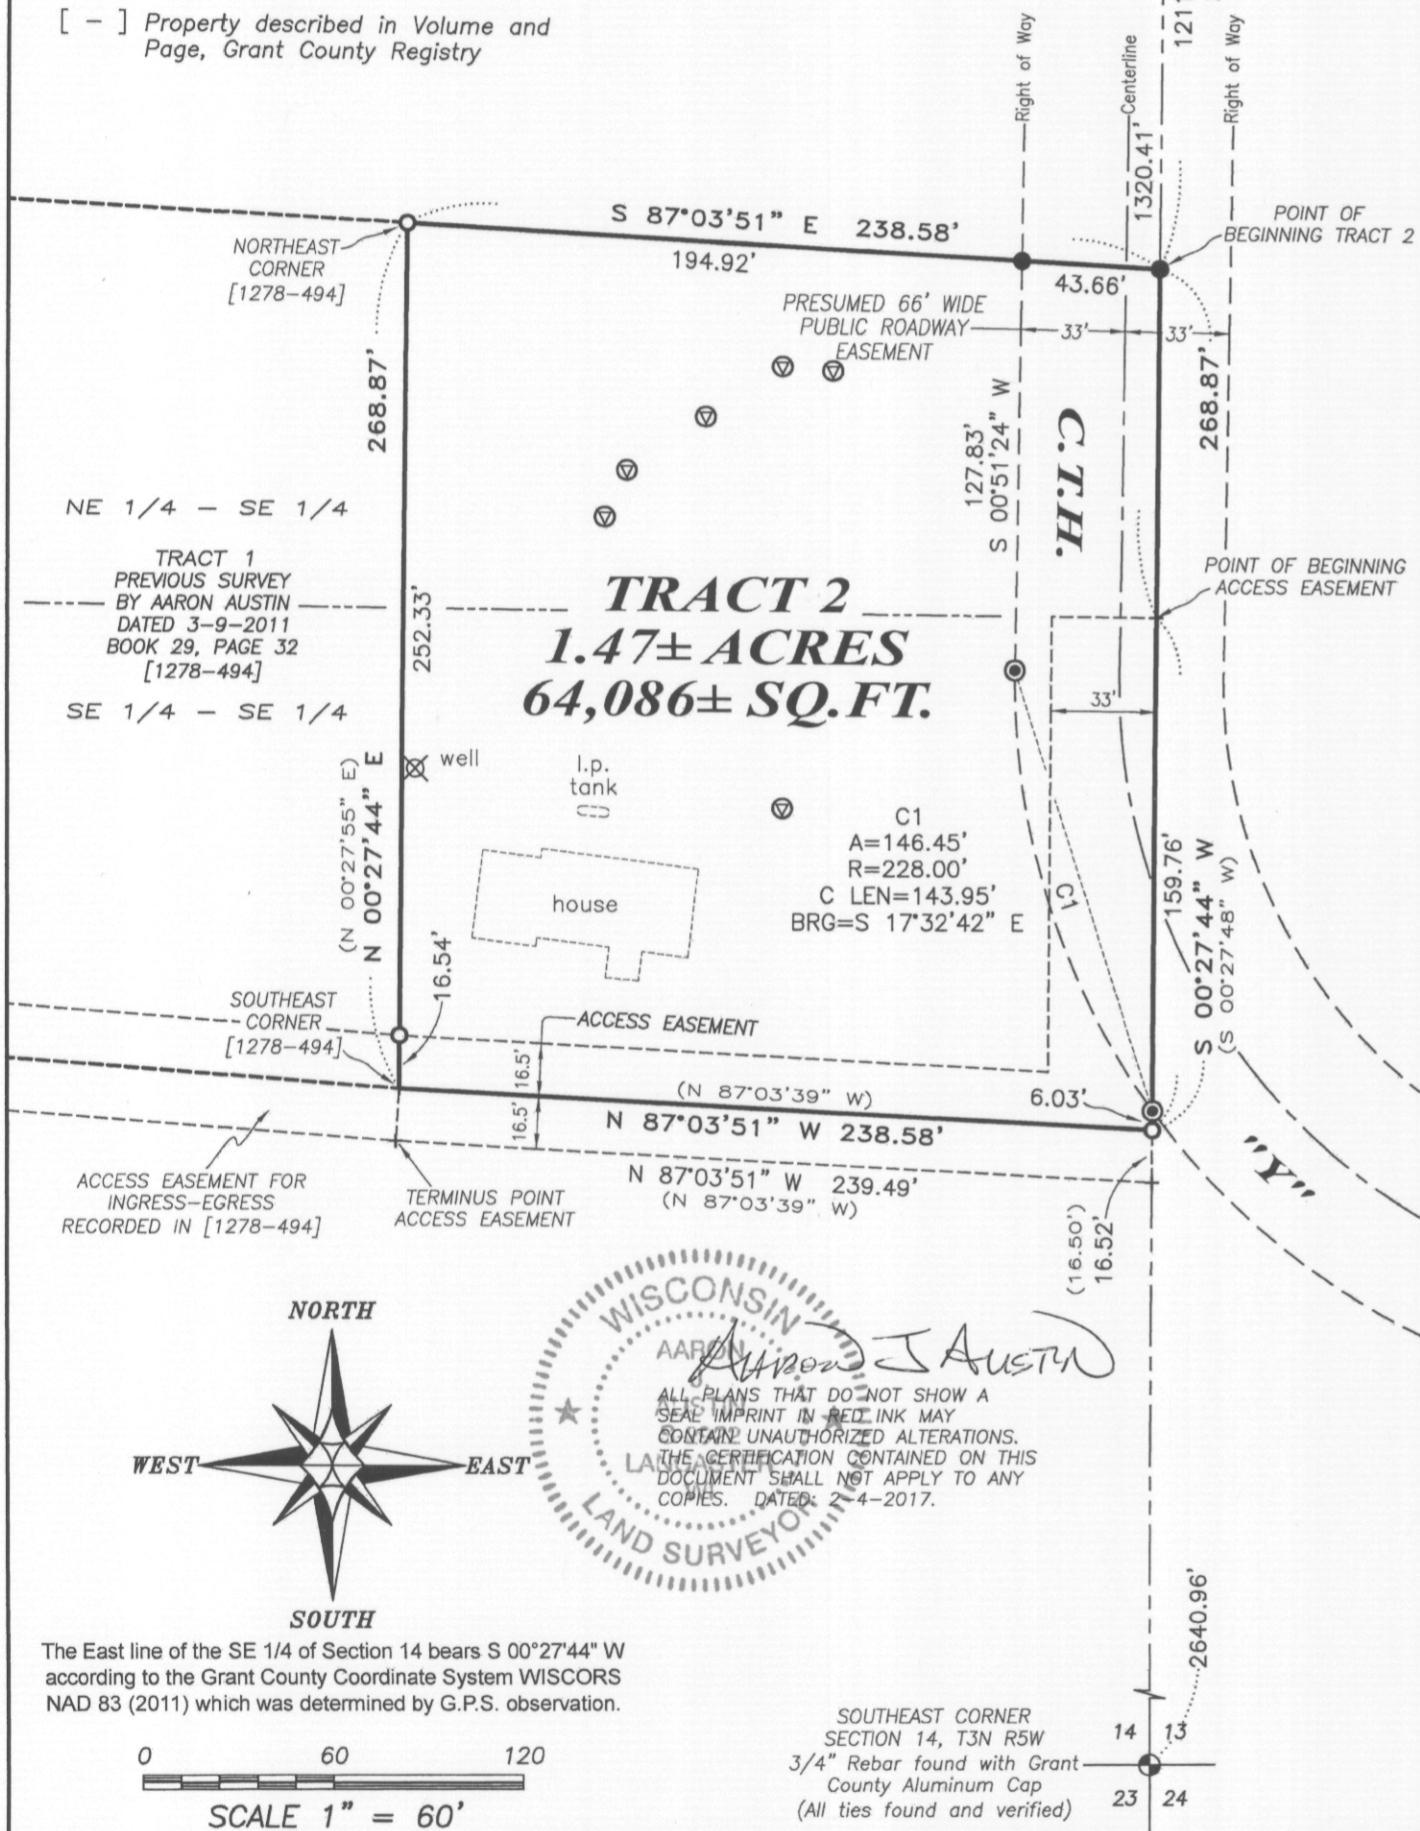 [ - ] Property described in Volume and
Page, Grant County Registry
Right of Way
Centerline
1211
Right of Way
1320.41'
S 87°03'51" E 238.58'
194.92'
43.66'
POINT OF
BEGINNING TRACT 2
NORTHEAST
CORNER
[1278-494]
PRESUMED 66' WIDE
PUBLIC ROADWAY
EASEMENT
33'
33'
268.87'
268.87'
127.83'
S 00°51'24" W
C.T.H.
NE 1/4 - SE 1/4
TRACT 1
PREVIOUS SURVEY
BY AARON AUSTIN
DATED 3-9-2011
BOOK 29, PAGE 32
[1278-494]
SE 1/4 - SE 1/4
252.33'
TRACT 2
1.47± ACRES
64,086± SQ.FT.
POINT OF BEGINNING
ACCESS EASEMENT
33'
well
l.p.
tank
house
(N 00°27'55" E)
N 00°27'44" E
C1
A=146.45'
R=228.00'
C LEN=143.95'
BRG=S 17°32'42" E
C1
159.76'
S 00°27'44" W
(S 00°27'48" W)
16.54'
SOUTHEAST
CORNER
[1278-494]
ACCESS EASEMENT
16.5'
16.5'
(N 87°03'39" W)
6.03'
N 87°03'51" W 238.58'
N 87°03'51" W 239.49'
(N 87°03'39" W)
"Y"
ACCESS EASEMENT FOR
INGRESS-EGRESS
RECORDED IN [1278-494]
TERMINUS POINT
ACCESS EASEMENT
(16.50')
16.52'
NORTH
WEST
EAST
SOUTH
WISCONSIN
AARON
J
AUSTIN
LANCASTER
WI
LAND SURVEYOR
Aaron J Austin
ALL PLANS THAT DO NOT SHOW A
SEAL IMPRINT IN RED INK MAY
CONTAIN UNAUTHORIZED ALTERATIONS.
THE CERTIFICATION CONTAINED ON THIS
DOCUMENT SHALL NOT APPLY TO ANY
COPIES. DATED: 2-4-2017.
The East line of the SE 1/4 of Section 14 bears S 00°27'44" W
according to the Grant County Coordinate System WISCORS
NAD 83 (2011) which was determined by G.P.S. observation.
0 60 120
SCALE 1" = 60'
2640.96'
SOUTHEAST CORNER
SECTION 14, T3N R5W
3/4" Rebar found with Grant
County Aluminum Cap
(All ties found and verified)
14 13
23 24